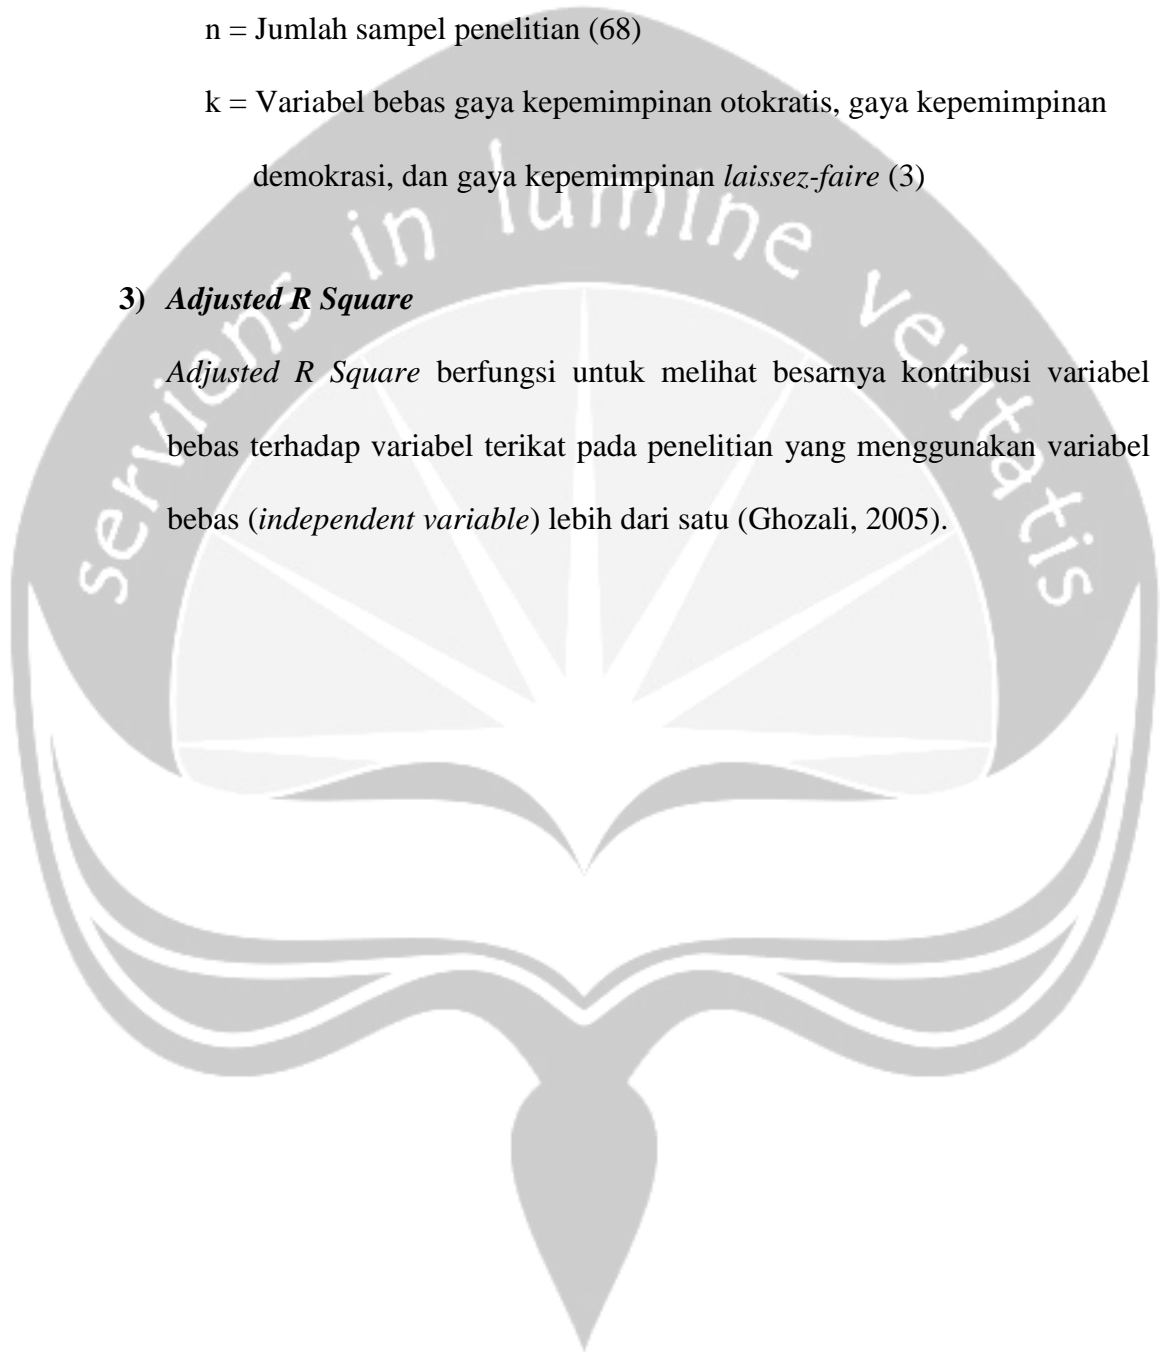 n = Jumlah sampel penelitian (68)
k = Variabel bebas gaya kepemimpinan otokratis, gaya kepemimpinan
demokrasi, dan gaya kepemimpinan laissez-faire (3)
serviens in lumine veritatis
3) Adjusted R Square
Adjusted R Square berfungsi untuk melihat besarnya kontribusi variabel
bebas terhadap variabel terikat pada penelitian yang menggunakan variabel
bebas (independent variable) lebih dari satu (Ghozali, 2005).